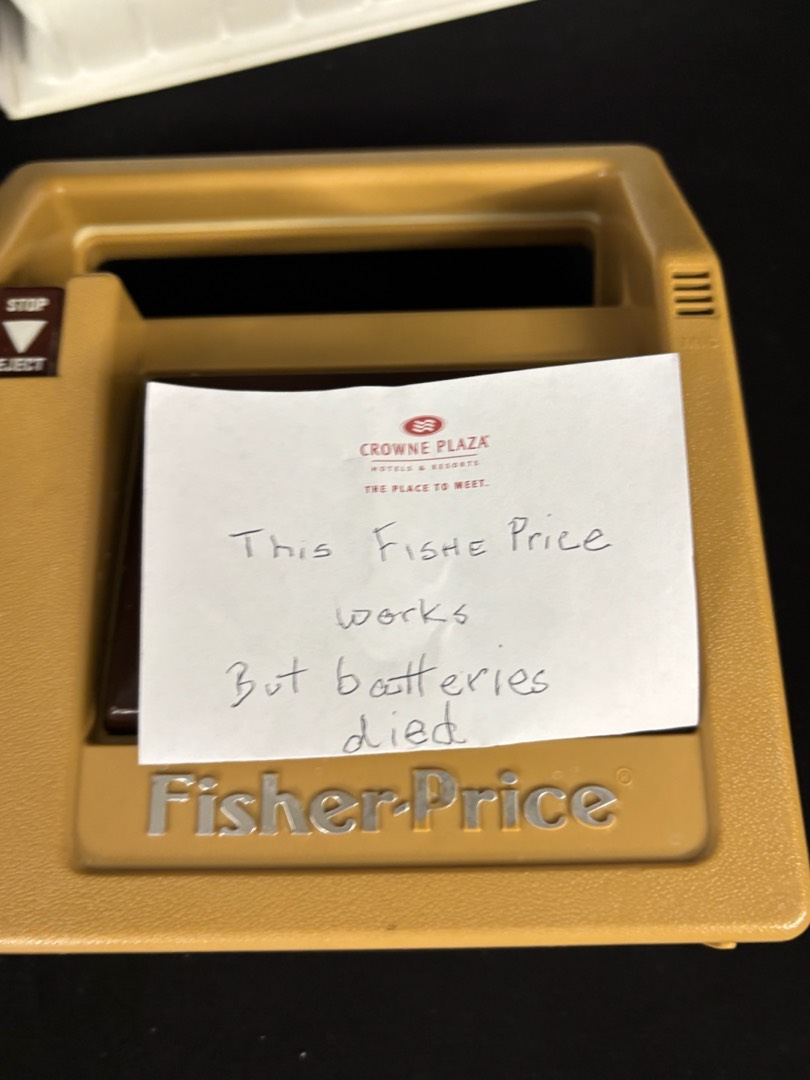 STOP
EJECT
CROWNE PLAZA
HOTELS & RESORTS
THE PLACE TO MEET.
This FISHE Price
works
But batteries
died
Fisher-Price®